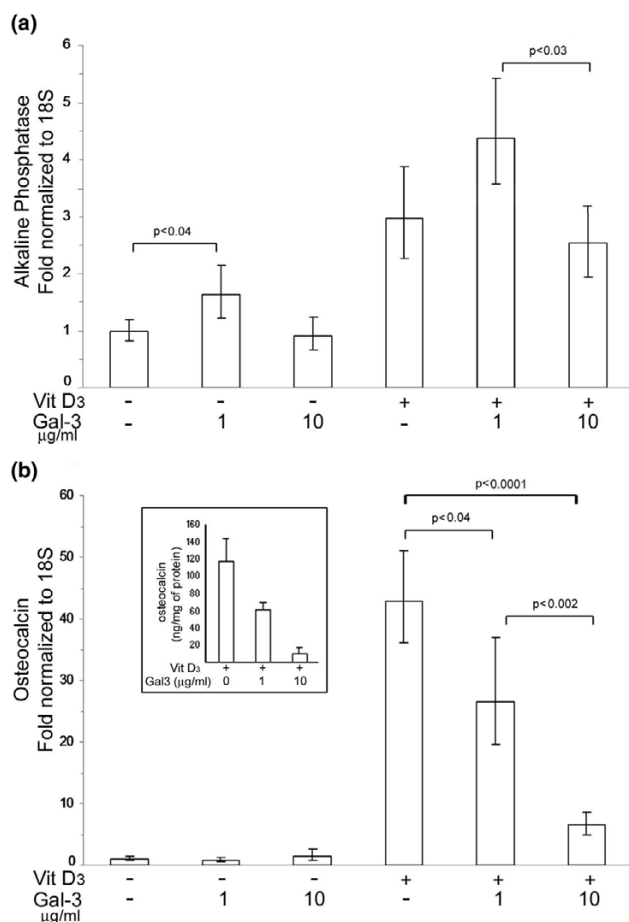 (a)
Alkaline Phosphatase
Fold normalized to 18S
6
5
4
3
2
1
0
p<0.04
p<0.03
Vit D3 - - - + + +
Gal-3 - 1 10 - 1 10
µg/ml
(b)
Osteocalcin
Fold normalized to 18S
60
50
40
30
20
10
0
osteocalcin
(ng/mg of protein)
160
140
120
100
80
60
40
20
Vit D3 + + +
Gal3 (µg/ml) 0 1 10
p<0.0001
p<0.04
p<0.002
Vit D3 - - - + + +
Gal-3 - 1 10 - 1 10
µg/ml